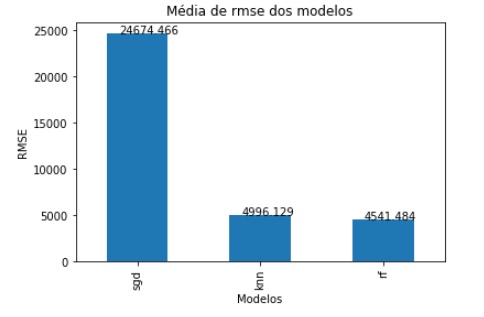 Média de rmse dos modelos
25000
20000
15000
10000
5000
0
RMSE
24674.466
4996.129
4541.484
sgd
knn
rf
Modelos